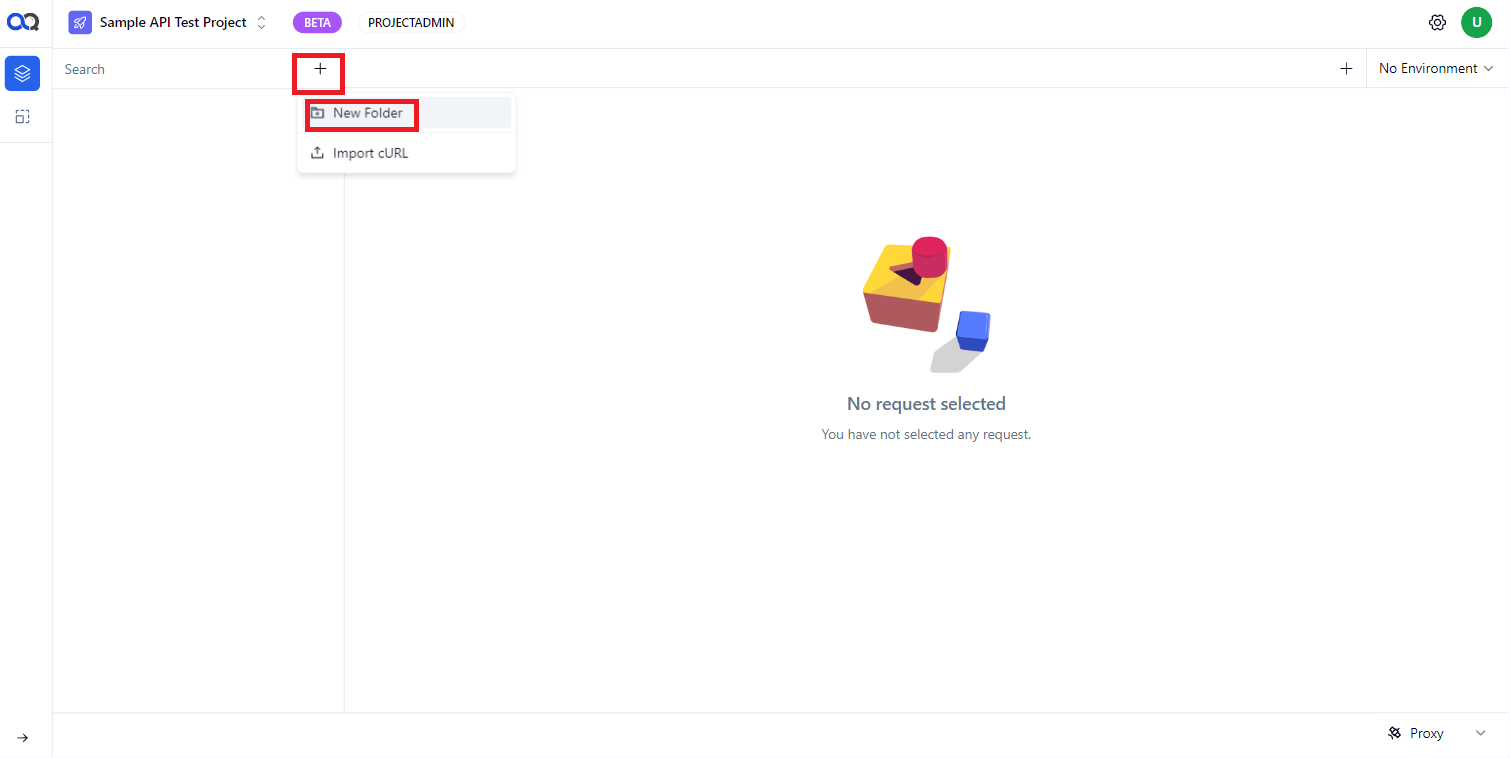 Sample API Test Project
BETA
PROJECTADMIN
U
Search
No Environment
New Folder
Import cURL
No request selected
You have not selected any request.
Proxy